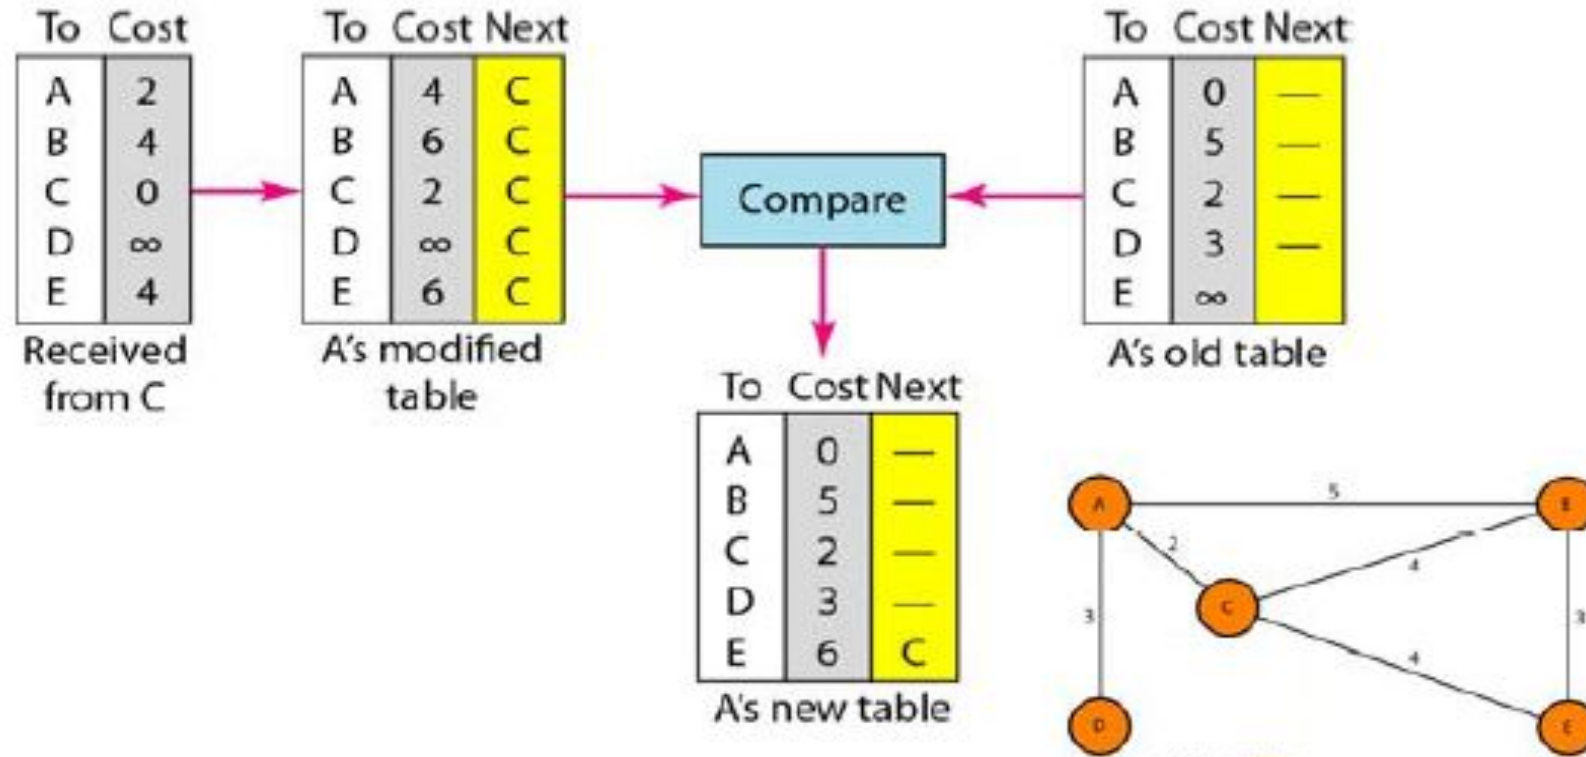 To Cost
A 2
B 4
C 0
D ∞
E 4
Received
from C
To Cost Next
A 4 C
B 6 C
C 2 C
D ∞ C
E 6 C
A's modified
table
Compare
To Cost Next
A 0 —
B 5 —
C 2 —
D 3 —
E ∞
A's old table
To Cost Next
A 0 —
B 5 —
C 2 —
D 3 —
E 6 C
A's new table
A 5 B
2
4
C
3 3
4
D E